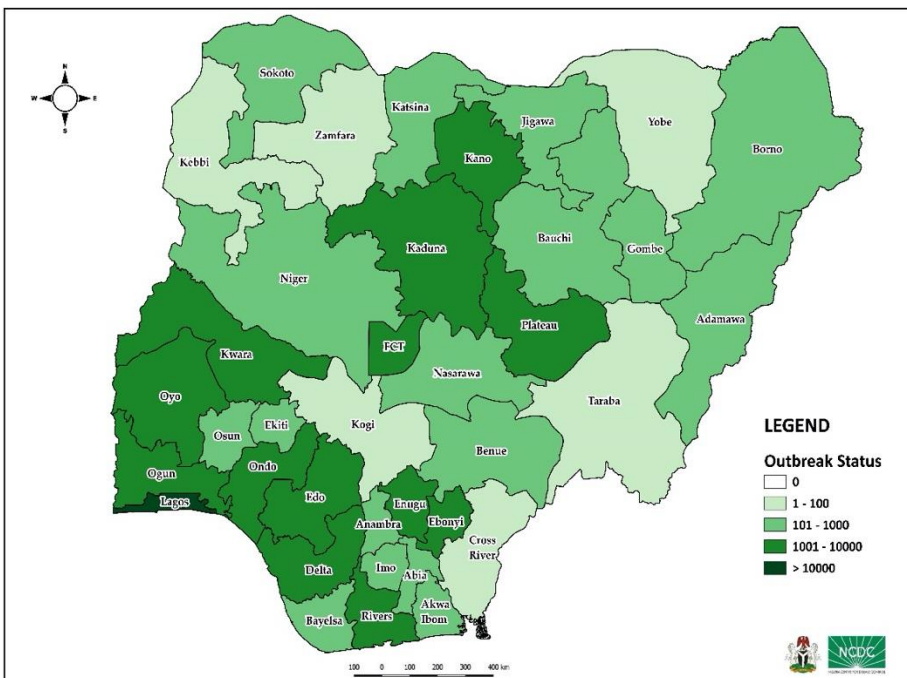 N
W
E
S
Sokoto
Katsina
Jigawa
Yobe
Borno
Zamfara
Kebbi
Kano
Kaduna
Bauchi
Gombe
Niger
Adamawa
Plateau
FCT
Kwara
Nasarawa
Oyo
Taraba
Kogi
Osun
Ekiti
Benue
Ogun
Ondo
Lagos
Edo
Enugu
Anambra
Ebonyi
Cross
River
Delta
Imo
Abia
Bayelsa
Rivers
Akwa
Ibom
LEGEND
Outbreak Status
0
1 - 100
101 - 1000
1001 - 10000
> 10000
100 0 100 200 300 400 km
NCDC